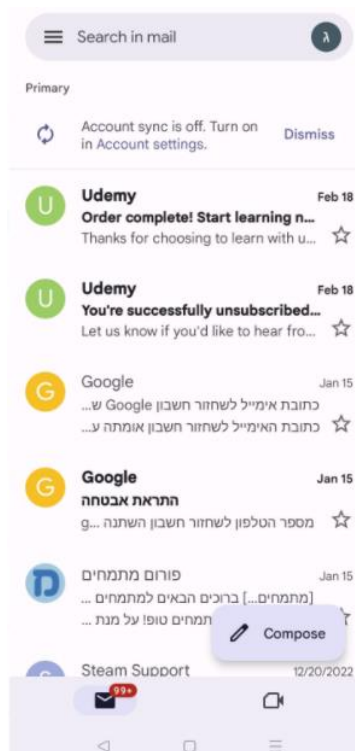 Search in mail
λ
Primary
Account sync is off. Turn on
in Account settings.
Dismiss
U
Udemy
Feb 18
Order complete! Start learning n...
Thanks for choosing to learn with u...
U
Udemy
Feb 18
You're successfully unsubscribed...
Let us know if you'd like to hear fro...
G
Google
Jan 15
כתובת אימייל לשחזור חשבון Google ש...
כתובת האימייל לשחזור חשבון אומתה ע...
G
Google
Jan 15
התראת אבטחה
מספר הטלפון לשחזור חשבון השתנה g...
פורום מתמחים
Jan 15
[מתמחים...] ברוכים הבאים למתמחים ...
תמחים טופ! על מנת ...
Compose
S
Steam Support
12/20/2022
99+